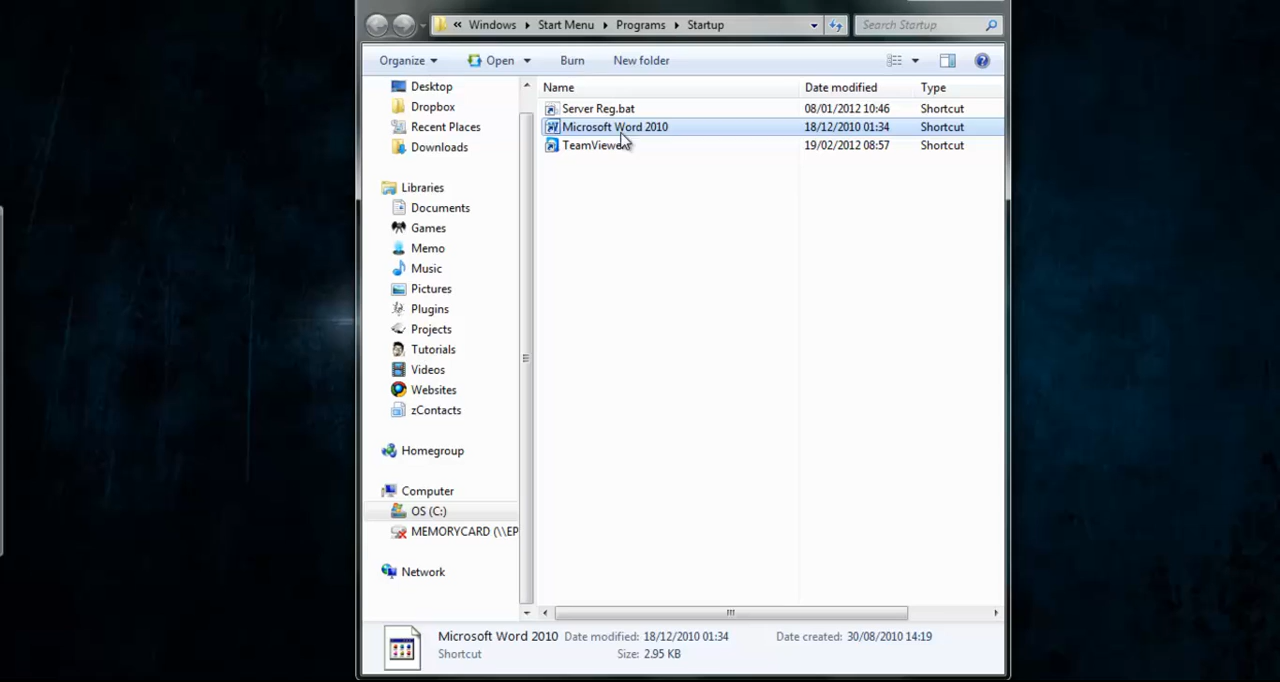 « Windows Start Menu Programs Startup Search Startup
Organize Open Burn New folder
Name Date modified Type
Server Reg.bat 08/01/2012 10:46 Shortcut
Microsoft Word 2010 18/12/2010 01:34 Shortcut
TeamViewer 19/02/2012 08:57 Shortcut
Desktop
Dropbox
Recent Places
Downloads
Libraries
Documents
Games
Memo
Music
Pictures
Plugins
Projects
Tutorials
Videos
Websites
zContacts
Homegroup
Computer
OS (C:)
MEMORYCARD (\\EP
Network
Microsoft Word 2010 Date modified: 18/12/2010 01:34 Date created: 30/08/2010 14:19
Shortcut Size: 2.95 KB